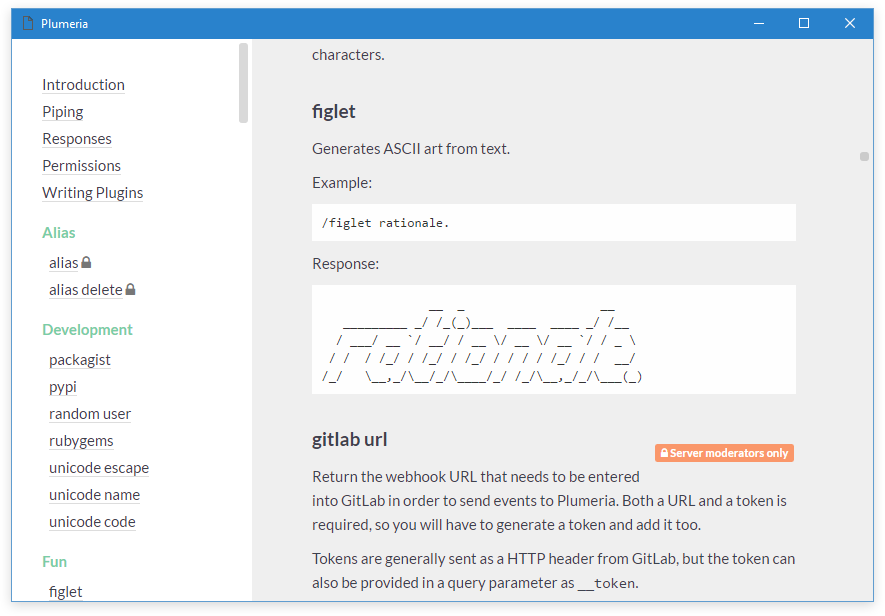 Plumeria
Introduction
Piping
Responses
Permissions
Writing Plugins
Alias
alias
alias delete
Development
packagist
pypi
random user
rubygems
unicode escape
unicode name
unicode code
Fun
figlet
characters.
figlet
Generates ASCII art from text.
Example:
/figlet rationale.
Response:
               __  _                   __
   _________ _/ /_(_)___  ____  ____ _/ /__
  / ___/ __ `/ __/ / __ \/ __ \/ __ `/ / _ \
 / /  / /_/ / /_/ / /_/ / / / / /_/ / /  __/
/_/   \__,_/\__/_/\____/_/ /_/\__,_/_/\___(_)
gitlab url
Server moderators only
Return the webhook URL that needs to be entered
into GitLab in order to send events to Plumeria. Both a URL and a token is
required, so you will have to generate a token and add it too.
Tokens are generally sent as a HTTP header from GitLab, but the token can
also be provided in a query parameter as __token.